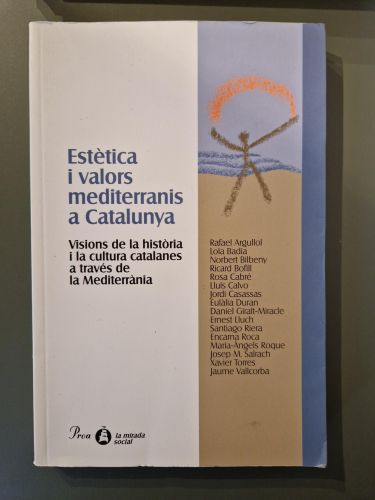 Estètica
i valors
mediterranis
a Catalunya
Visions de la història
i la cultura catalanes
a través de
la Mediterrània
Rafael Argullol
Lola Badia
Norbert Bilbeny
Ricard Bofill
Rosa Cabré
Lluís Calvo
Jordi Casassas
Eulàlia Duran
Daniel Giralt-Miracle
Ernest Lluch
Santiago Riera
Encarna Roca
Maria-Àngels Roque
Josep M. Salrach
Xavier Torres
Jaume Vallcorba
Proa
la mirada
social